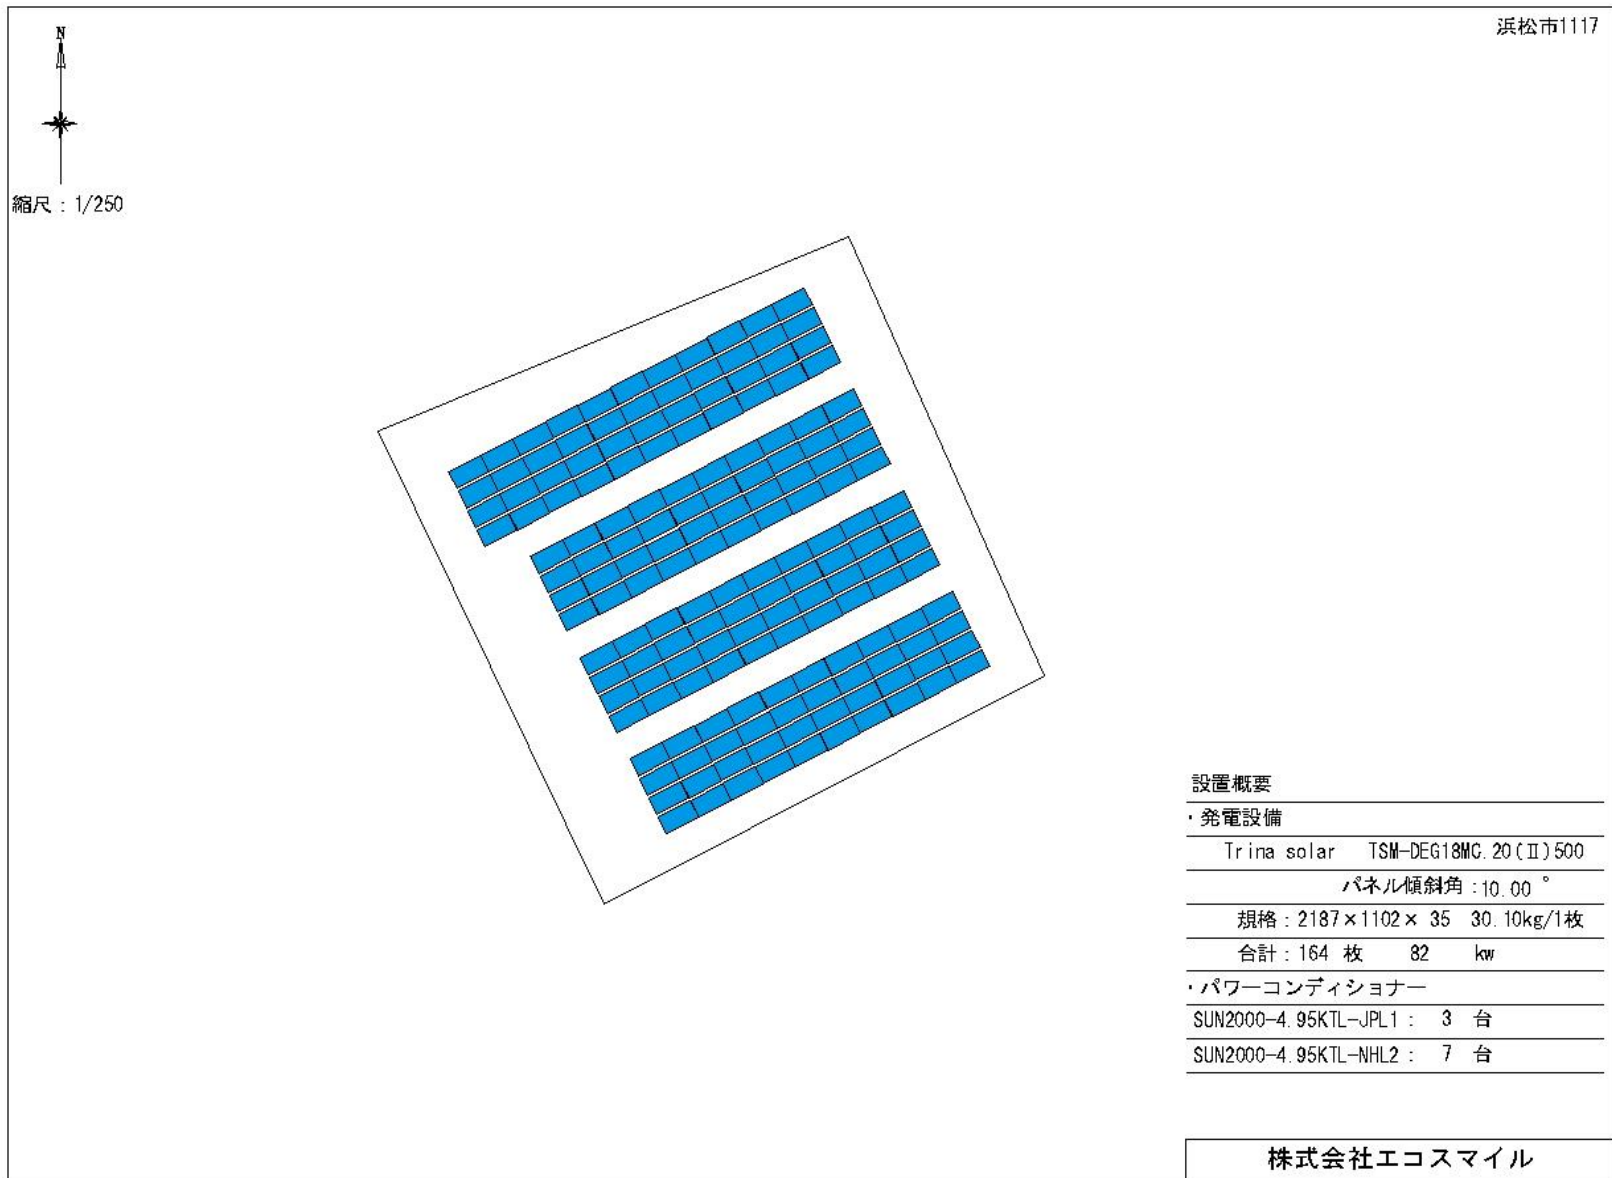 浜松市1117
N
縮尺：1/250
設置概要
・発電設備
Trina solar TSM-DEG18MC.20(Ⅱ)500
パネル傾斜角：10.00°
規格：2187×1102× 35 30.10kg/1枚
合計：164 枚 82 kw
・パワーコンディショナー
SUN2000-4.95KTL-JPL1： 3 台
SUN2000-4.95KTL-NHL2： 7 台
株式会社エコスマイル